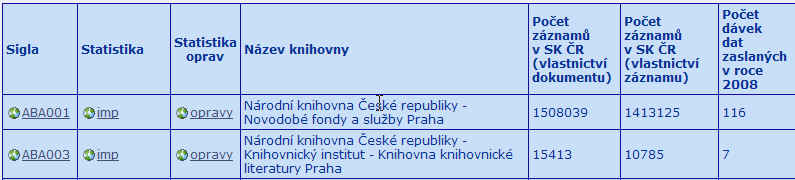 Sigla
Statistika
Statistika
oprav
Název knihovny
Počet
záznamů
v SK ČR
(vlastnictví
dokumentu)
Počet
záznamů
v SK ČR
(vlastnictví
záznamu)
Počet
dávek
dat
zaslaných
v roce
2008
ABA001
imp
opravy
Národní knihovna České republiky -
Novodobé fondy a služby Praha
1508039
1413125
116
ABA003
imp
opravy
Národní knihovna České republiky -
Knihovnický institut - Knihovna knihovnické
literatury Praha
15413
10785
7